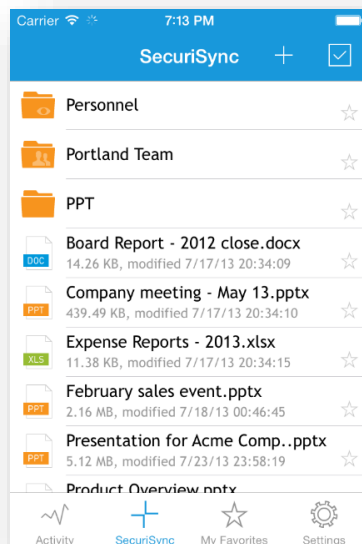 Carrier 7:13 PM
SecuriSync
Personnel
Portland Team
PPT
Board Report - 2012 close.docx
DOC
14.26 KB, modified 7/17/13 20:34:09
Company meeting - May 13.pptx
PPT
439.49 KB, modified 7/17/13 20:34:10
Expense Reports - 2013.xlsx
XLS
11.38 KB, modified 7/17/13 20:34:15
February sales event.pptx
PPT
2.16 MB, modified 7/18/13 00:46:45
Presentation for Acme Comp..pptx
PPT
5.12 MB, modified 7/23/13 23:58:19
Product Overview.pptx
Activity SecuriSync My Favorites Settings